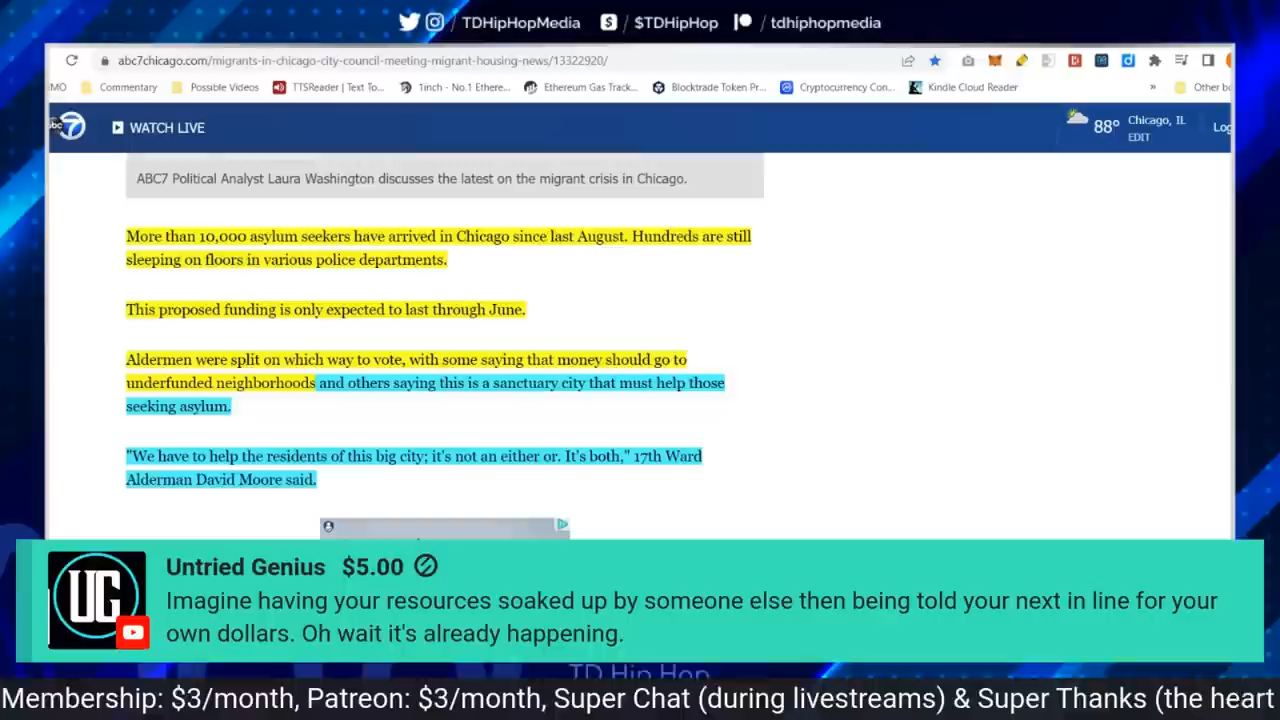 / TDHipHopMedia $ / $TDHipHop / tdhiphopmedia
abc7chicago.com/migrants-in-chicago-city-council-meeting-migrant-housing-news/13322920/
MO Commentary Possible Videos TTSReader | Text To... 1inch - No.1 Ethere... Ethereum Gas Track... Blocktrade Token Pr... Cryptocurrency Con... Kindle Cloud Reader » Other bo
abc 7 WATCH LIVE 88° Chicago, IL Log
EDIT
ABC7 Political Analyst Laura Washington discusses the latest on the migrant crisis in Chicago.
More than 10,000 asylum seekers have arrived in Chicago since last August. Hundreds are still
sleeping on floors in various police departments.
This proposed funding is only expected to last through June.
Aldermen were split on which way to vote, with some saying that money should go to
underfunded neighborhoods and others saying this is a sanctuary city that must help those
seeking asylum.
"We have to help the residents of this big city; it's not an either or. It's both," 17th Ward
Alderman David Moore said.
UG
Untried Genius $5.00
Imagine having your resources soaked up by someone else then being told your next in line for your
own dollars. Oh wait it's already happening.
TD Hip Hop
Membership: $3/month, Patreon: $3/month, Super Chat (during livestreams) & Super Thanks (the heart